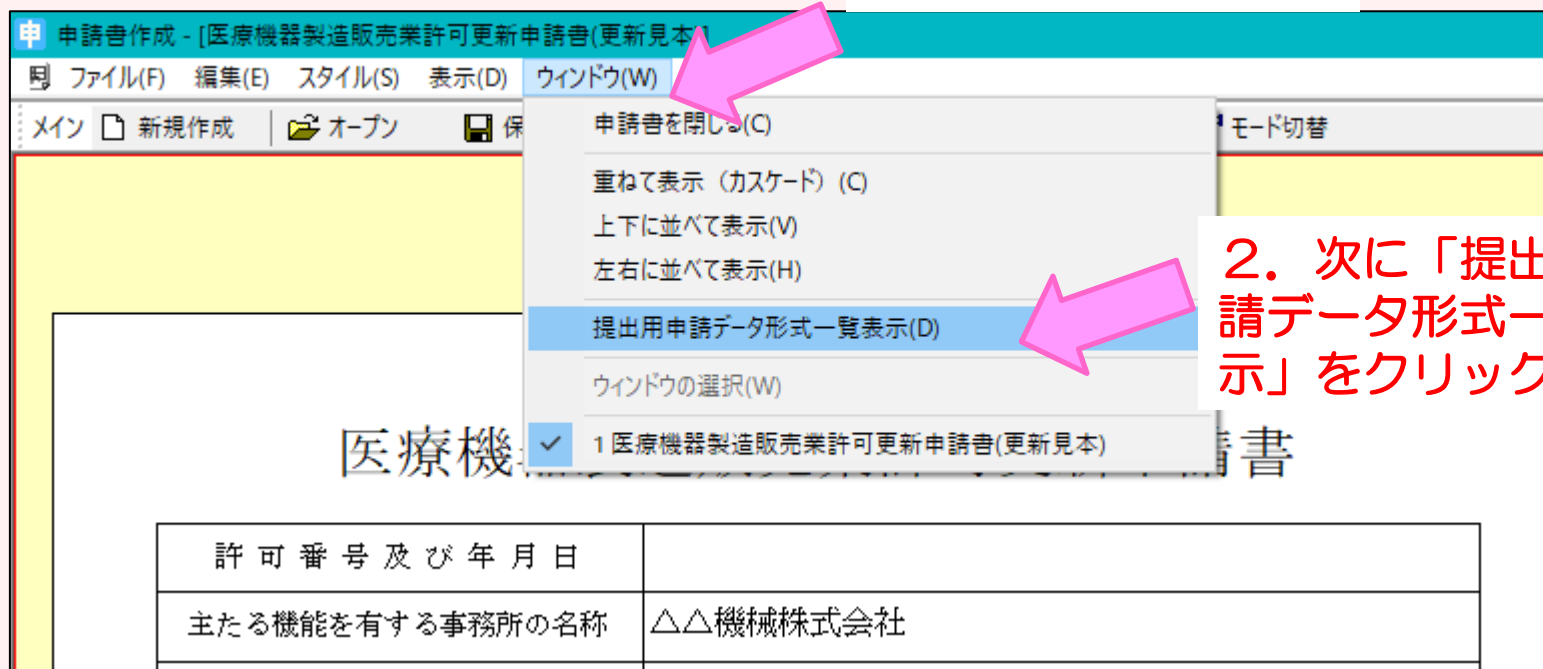 申請書作成 - [医療機器製造販売業許可更新申請書(更新見本)]
ファイル(F) 編集(E) スタイル(S) 表示(D) ウィンドウ(W)
メイン 新規作成 オープン 保 モード切替
申請書を閉じる(C)
重ねて表示（カスケード）(C)
上下に並べて表示(V)
左右に並べて表示(H)
提出用申請データ形式一覧表示(D)
ウィンドウの選択(W)
1 医療機器製造販売業許可更新申請書(更新見本)
２．次に「提出
請データ形式一
示」をクリック
医療機 請書
許可番号及び年月日
主たる機能を有する事務所の名称 △△機械株式会社